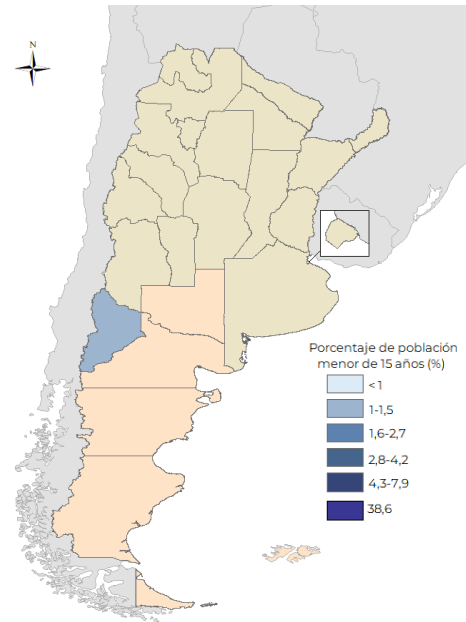 N
Porcentaje de población
menor de 15 años (%)
<1
1-1,5
1,6-2,7
2,8-4,2
4,3-7,9
38,6